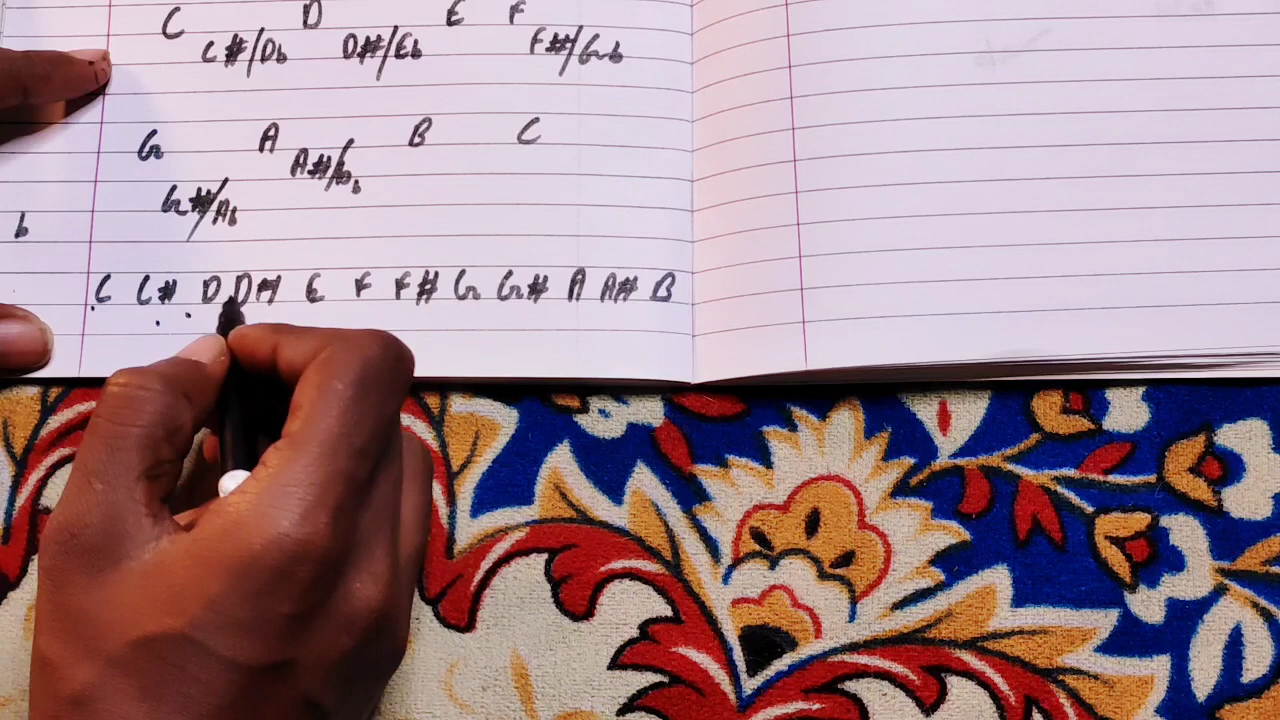 C D E F
C#/Db D#/Eb F#/Gb
G A B C
A#/Bb
G#/Ab
b
C C# D D# E F F# G G# A A# B